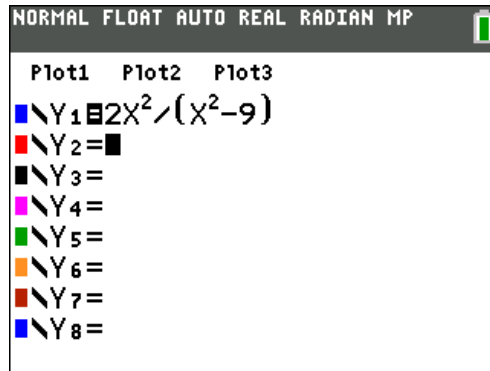 NORMAL FLOAT AUTO REAL RADIAN MP
Plot1 Plot2 Plot3
\Y₁=2X²/(X²-9)
\Y₂=
\Y₃=
\Y₄=
\Y₅=
\Y₆=
\Y₇=
\Y₈=